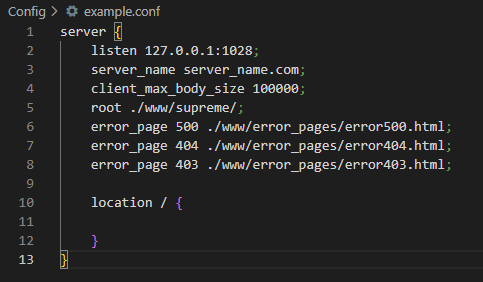 Config > example.conf
1 server {
2 listen 127.0.0.1:1028;
3 server_name server_name.com;
4 client_max_body_size 100000;
5 root ./www/supreme/;
6 error_page 500 ./www/error_pages/error500.html;
7 error_page 404 ./www/error_pages/error404.html;
8 error_page 403 ./www/error_pages/error403.html;
9
10 location / {
11
12 }
13 }